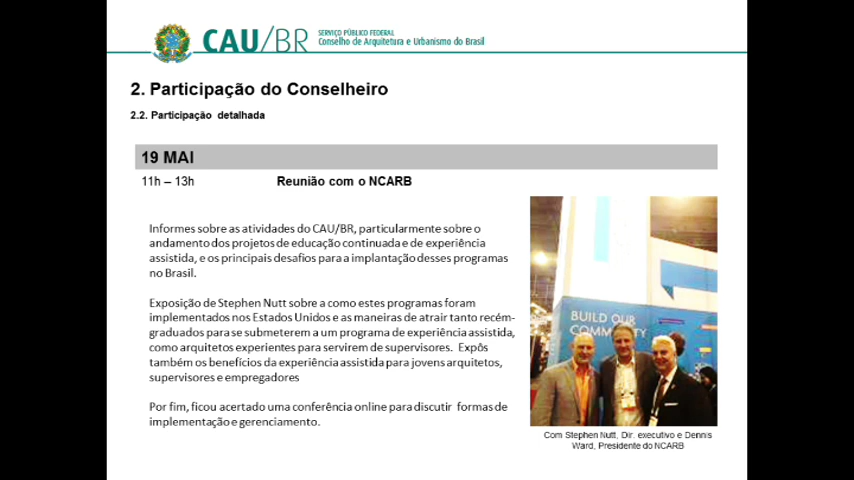 CAU/BR
SERVIÇO PÚBLICO FEDERAL
Conselho de Arquitetura e Urbanismo do Brasil
2. Participação do Conselheiro
2.2. Participação detalhada
19 MAI
11h – 13h Reunião com o NCARB
Informes sobre as atividades do CAU/BR, particularmente sobre o
andamento dos projetos de educação continuada e de experiência
assistida, e os principais desafios para a implantação desses programas
no Brasil.
Exposição de Stephen Nutt sobre a como estes programas foram
implementados nos Estados Unidos e as maneiras de atrair tanto recém-
graduados para se submeterem a um programa de experiência assistida,
como arquitetos experientes para servirem de supervisores. Expôs
também os benefícios da experiência assistida para jovens arquitetos,
supervisores e empregadores
Por fim, ficou acertado uma conferência online para discutir formas de
implementação e gerenciamento.
BUILD OUR
COMMUNITY
Com Stephen Nutt, Dir. executivo e Dennis
Ward, Presidente do NCARB